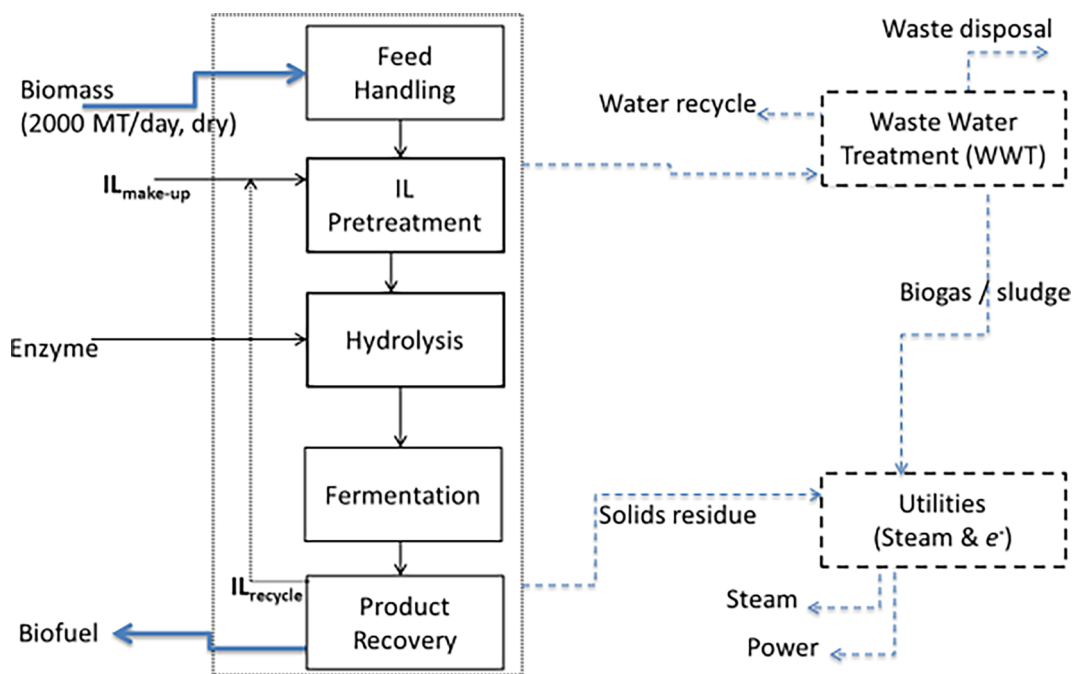 Feed
Handling
Biomass
(2000 MT/day, dry)
IL make-up
IL
Pretreatment
Enzyme
Hydrolysis
Fermentation
IL recycle
Product
Recovery
Biofuel
Waste disposal
Water recycle
Waste Water
Treatment (WWT)
Biogas / sludge
Solids residue
Utilities
(Steam & e-)
Steam
Power